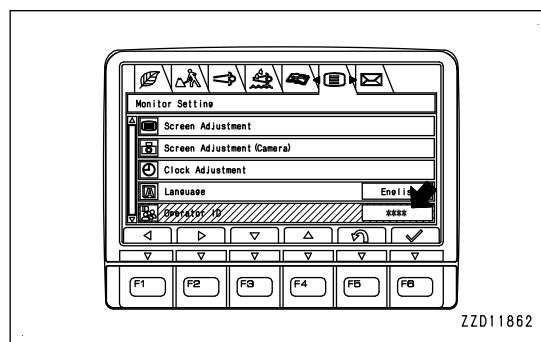 Monitor Setting
Screen Adjustment
Screen Adjustment (Camera)
Clock Adjustment
Language
Operator ID ****
F1 F2 F3 F4 F5 F6
ZZD11862